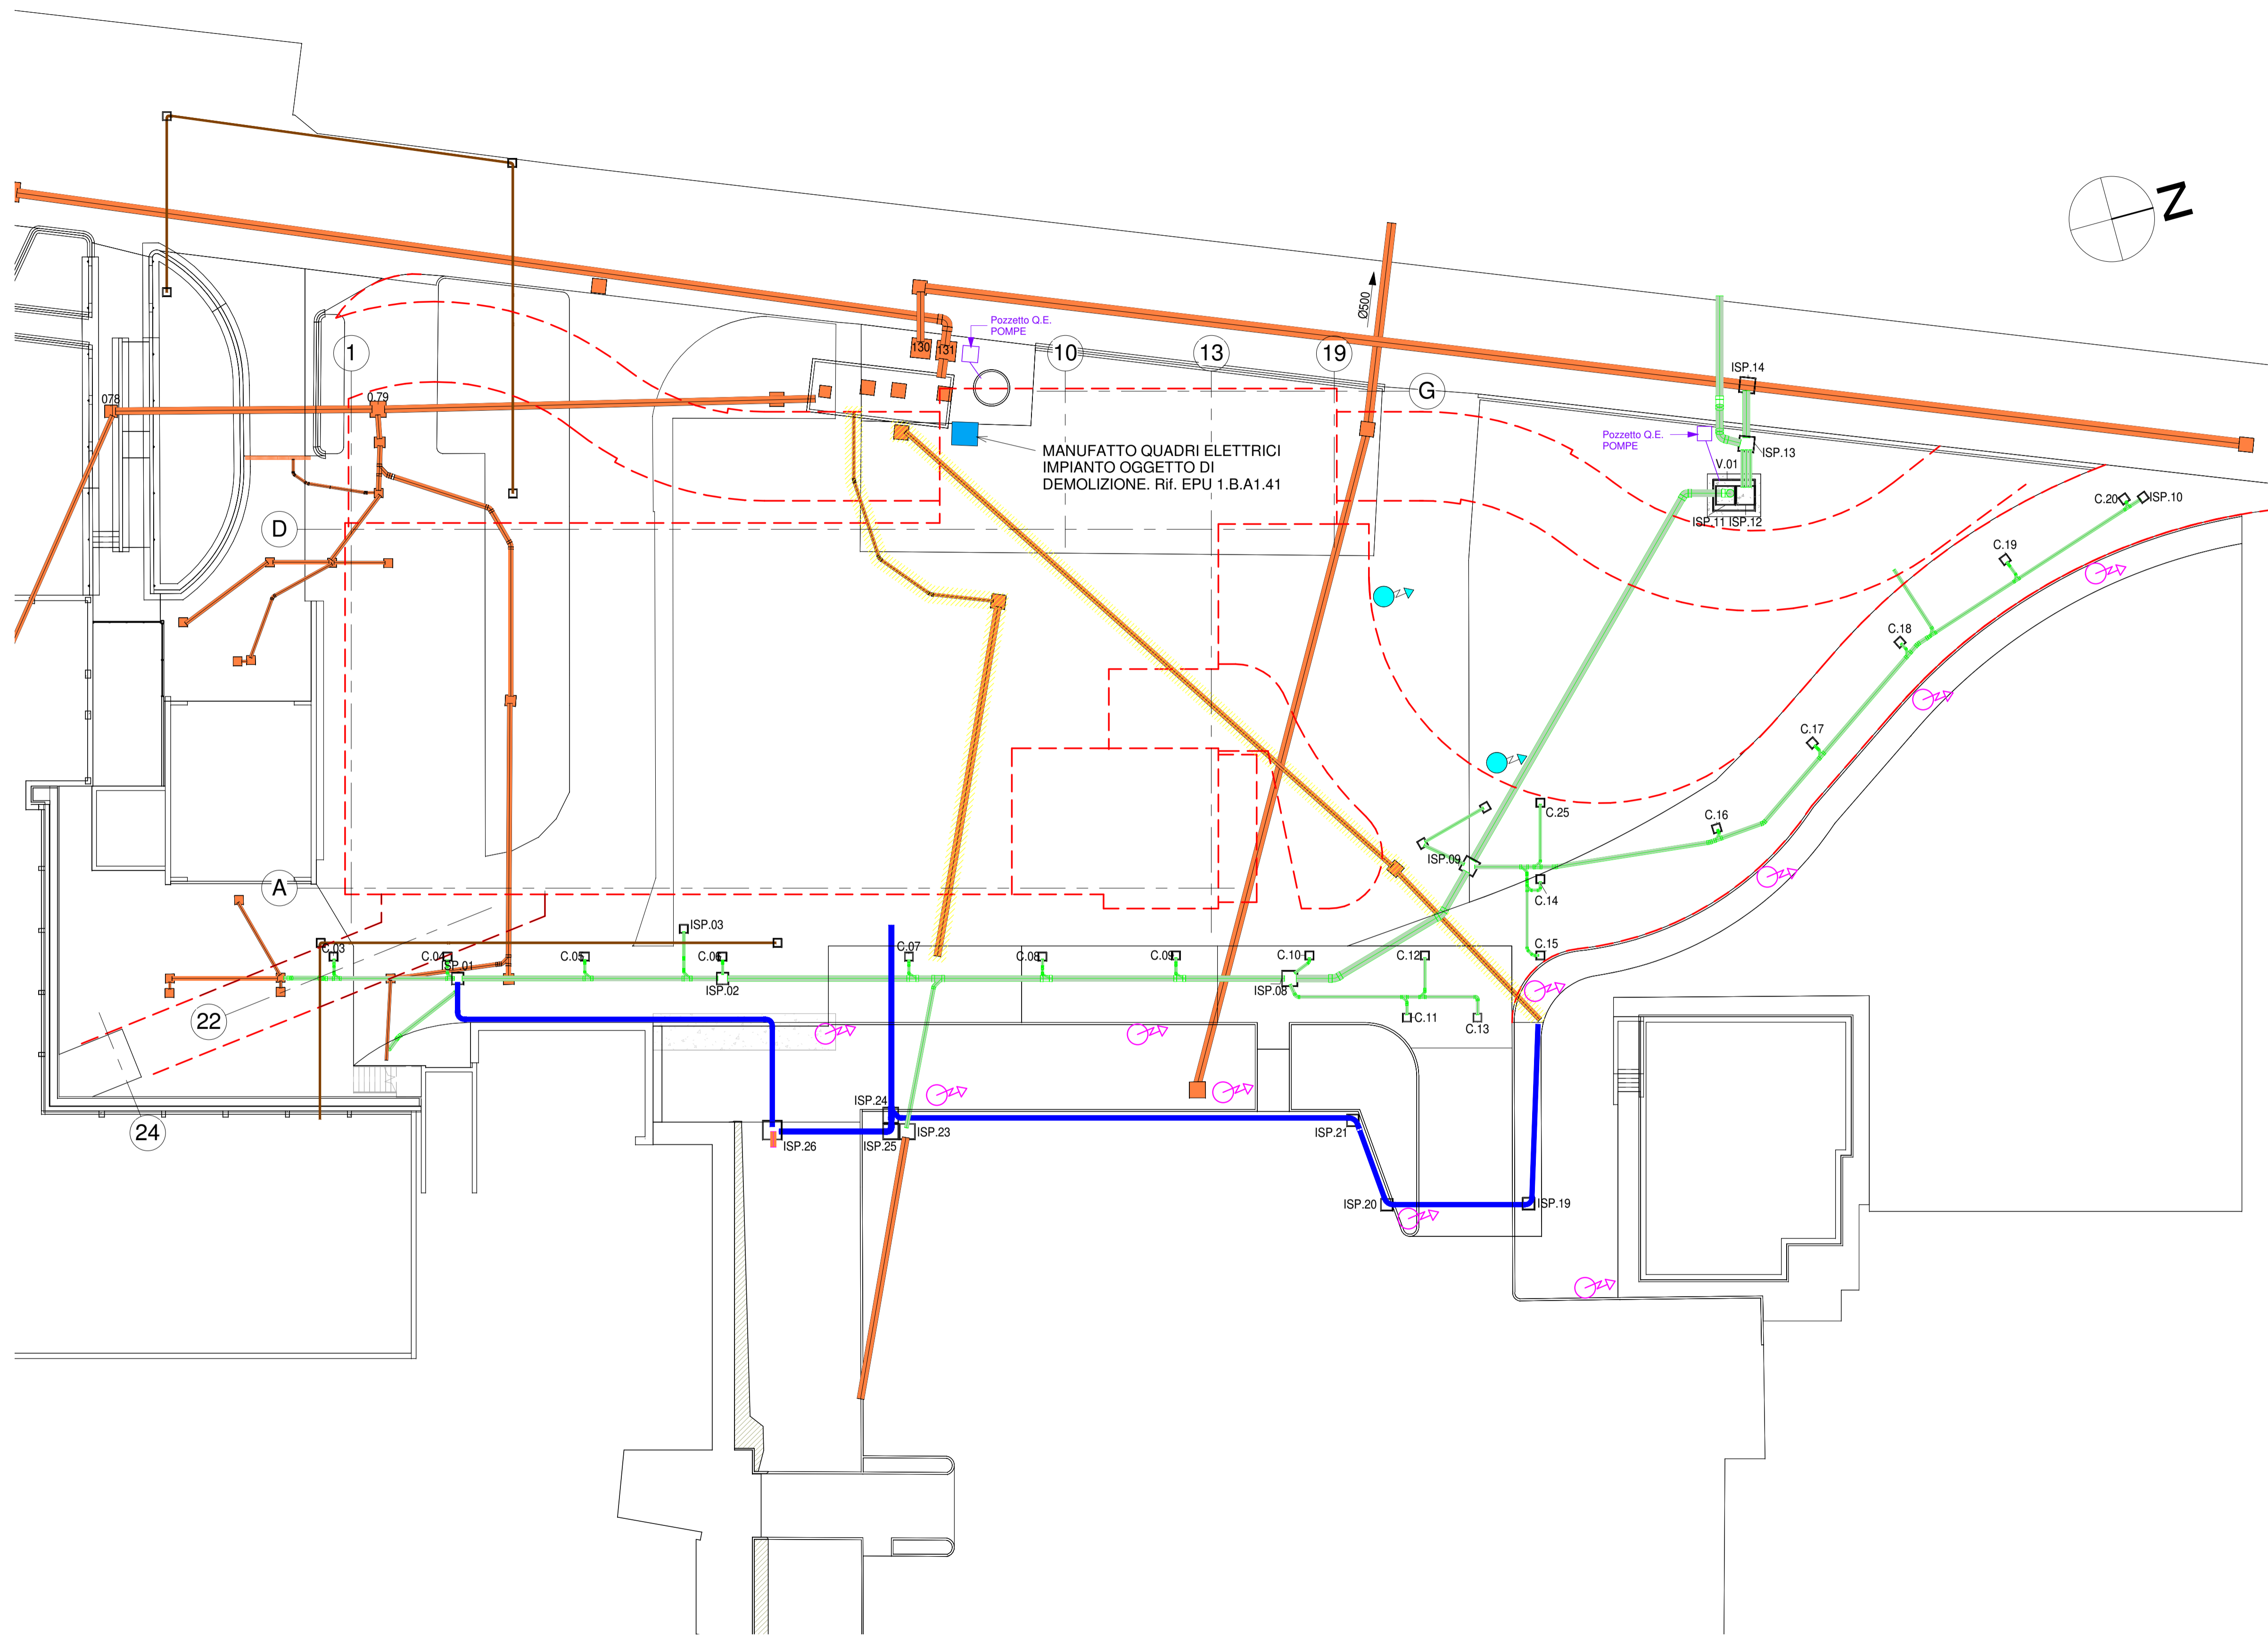 N
Ø500
Pozzetto Q.E.
POMPE
130
131
1
10
13
19
ISP.14
G
078
0.79
MANUFATTO QUADRI ELETTRICI
IMPIANTO OGGETTO DI
DEMOLIZIONE. Rif. EPU 1.B.A1.41
Pozzetto Q.E.
POMPE
ISP.13
V.01
C.20
ISP.10
ISP.11
ISP.12
D
C.19
C.18
C.17
C.25
C.16
ISP.09
A
C.14
ISP.03
C.03
C.04
SP.01
C.05
C.06
C.07
C.08
C.09
C.10
C.12
C.15
ISP.02
ISP.08
22
C.11
C.13
24
ISP.24
ISP.26
ISP.25
ISP.23
ISP.21
ISP.20
ISP.19